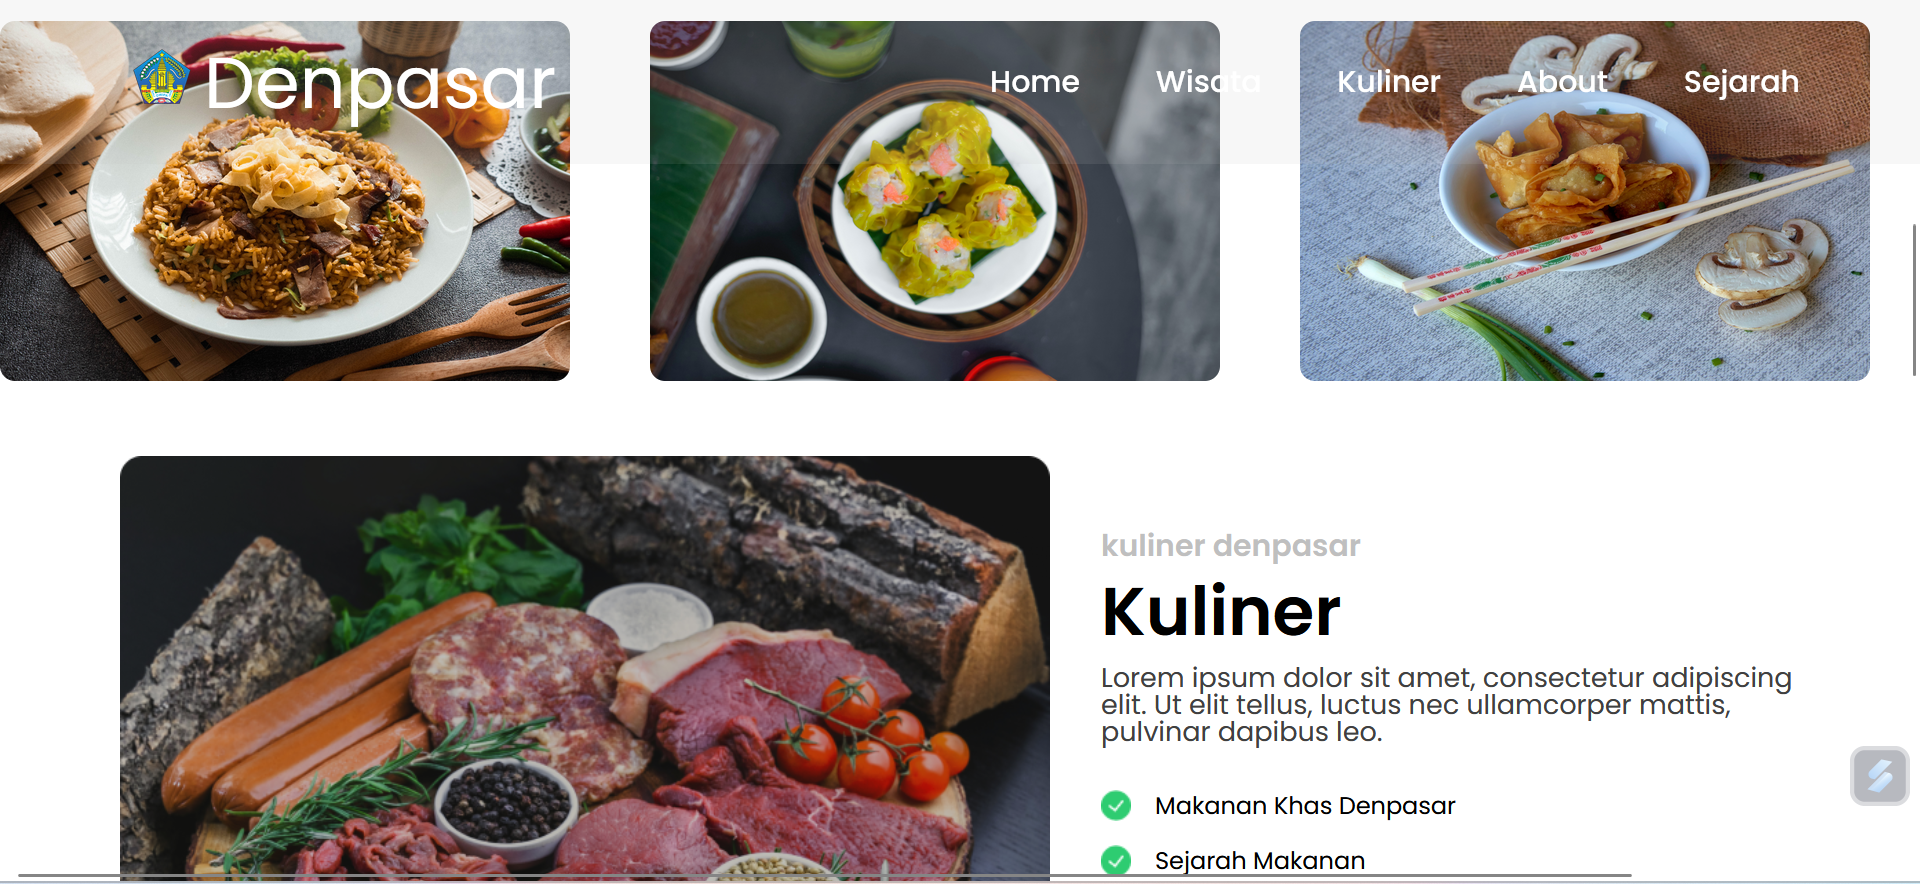 Denpasar
Home
Wisata
Kuliner
About
Sejarah
kuliner denpasar
Kuliner
Lorem ipsum dolor sit amet, consectetur adipiscing
elit. Ut elit tellus, luctus nec ullamcorper mattis,
pulvinar dapibus leo.
Makanan Khas Denpasar
Sejarah Makanan